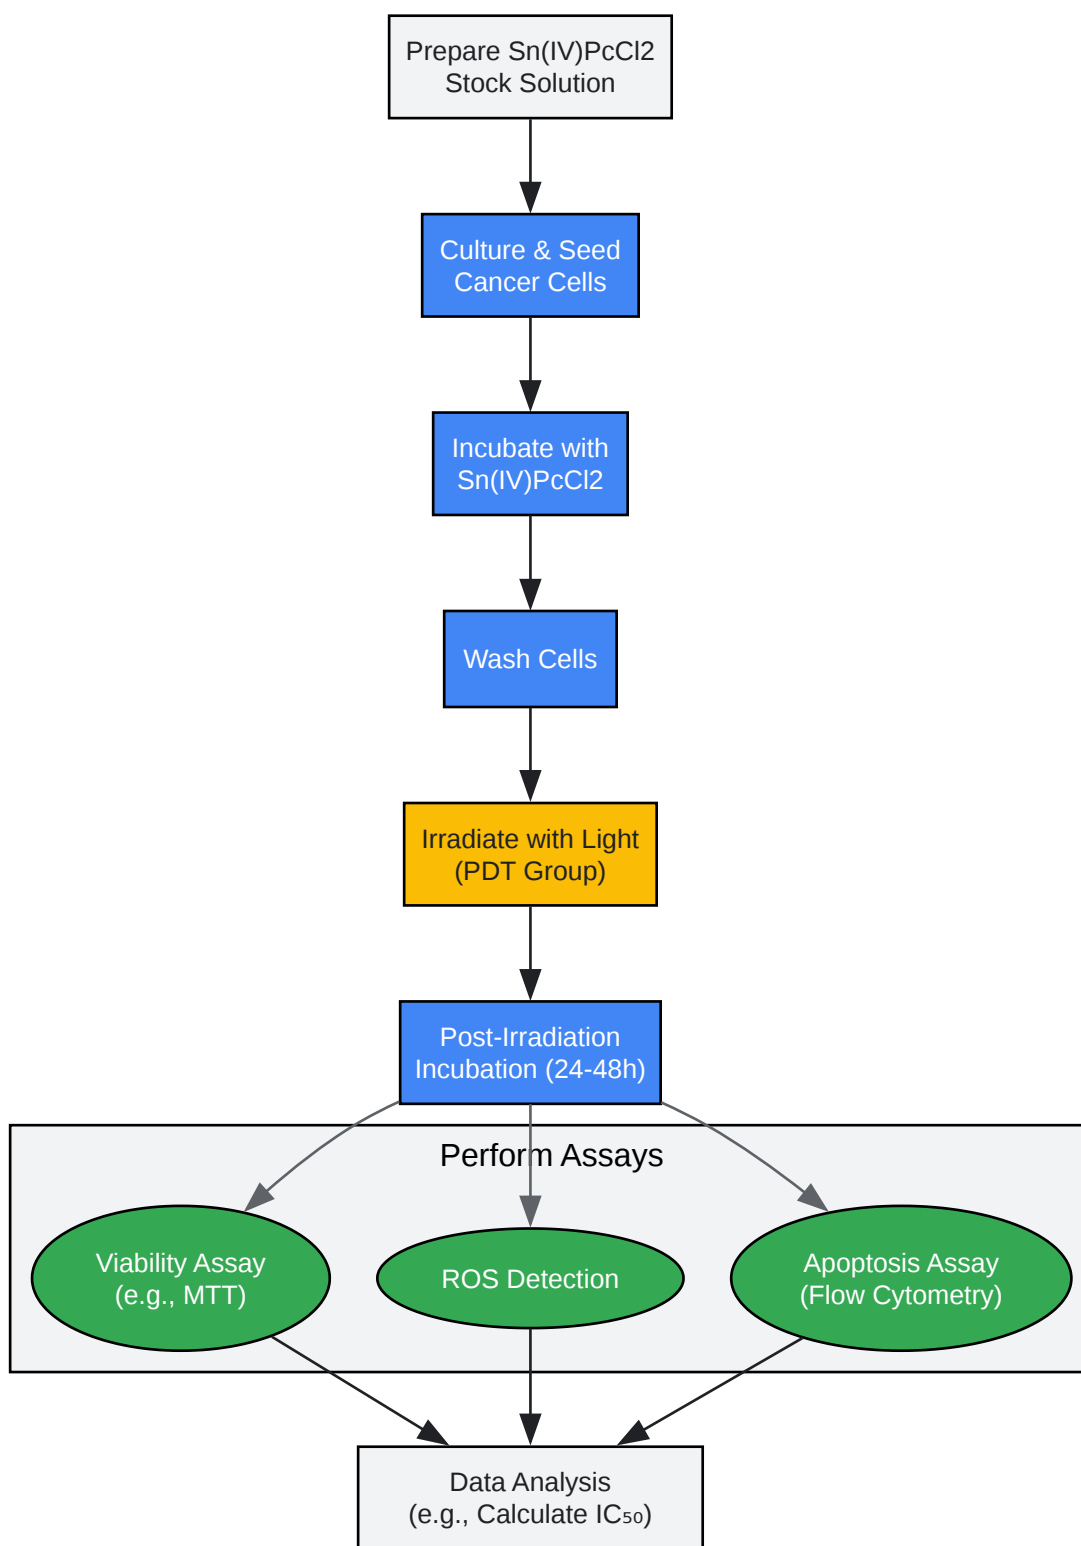 Prepare Sn(IV)PcCl2
Stock Solution
Culture & Seed
Cancer Cells
Incubate with
Sn(IV)PcCl2
Wash Cells
Irradiate with Light
(PDT Group)
Post-Irradiation
Incubation (24-48h)
Perform Assays
Viability Assay
(e.g., MTT)
ROS Detection
Apoptosis Assay
(Flow Cytometry)
Data Analysis
(e.g., Calculate IC₅₀)